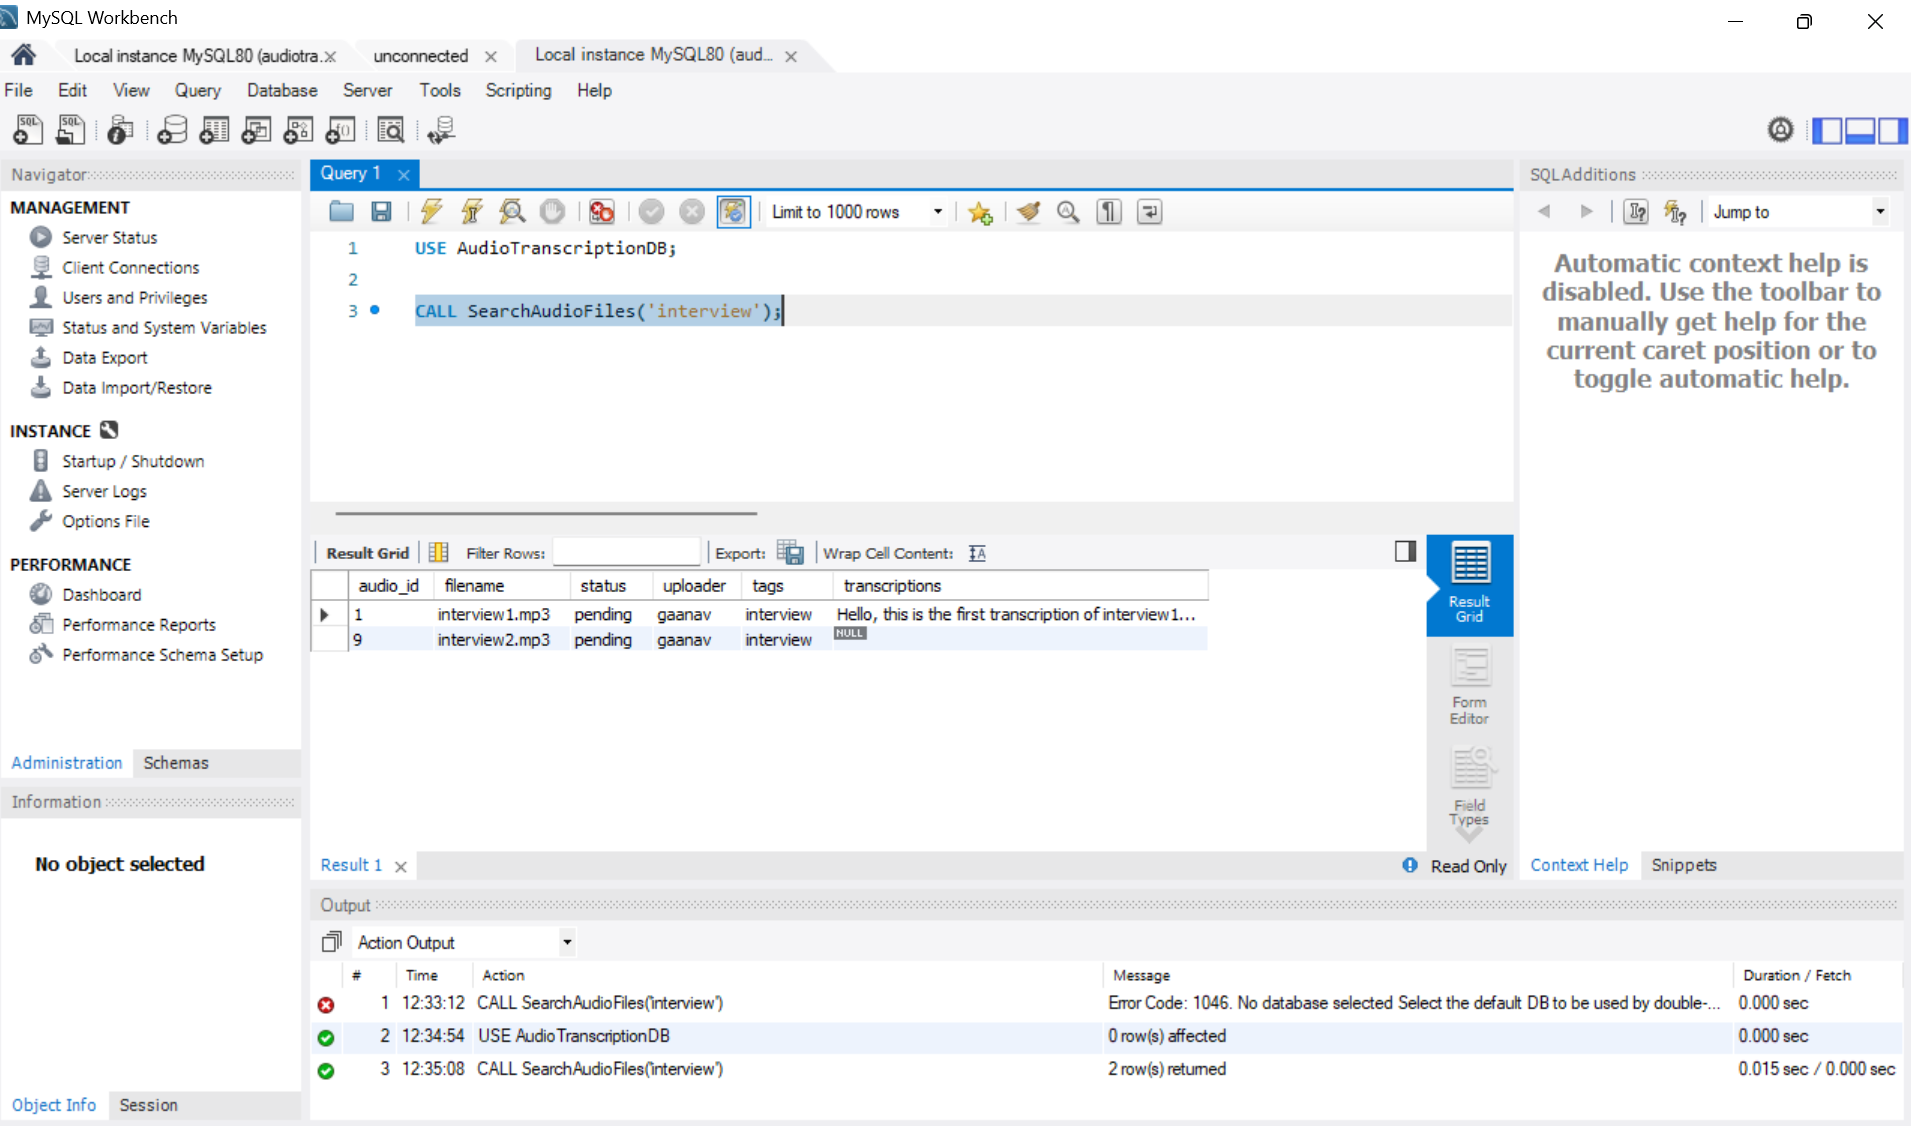 MySQL Workbench
Local instance MySQL80 (audiotra. unconnected Local instance MySQL80 (aud...
File Edit View Query Database Server Tools Scripting Help
Navigator
MANAGEMENT
Server Status
Client Connections
Users and Privileges
Status and System Variables
Data Export
Data Import/Restore
INSTANCE
Startup / Shutdown
Server Logs
Options File
PERFORMANCE
Dashboard
Performance Reports
Performance Schema Setup
Administration Schemas
Information
No object selected
Object Info Session
Query 1
Limit to 1000 rows
1 USE AudioTranscriptionDB;
2
3 CALL SearchAudioFiles('interview');
Result Grid Filter Rows: Export: Wrap Cell Content:
audio_id filename status uploader tags transcriptions
1 interview1.mp3 pending gaanav interview Hello, this is the first transcription of interview1...
9 interview2.mp3 pending gaanav interview NULL
Result Grid
Form Editor
Field Types
Result 1 Read Only
SQLAdditions
Jump to
Automatic context help is
disabled. Use the toolbar to
manually get help for the
current caret position or to
toggle automatic help.
Context Help Snippets
Output
Action Output
# Time Action Message Duration / Fetch
1 12:33:12 CALL SearchAudioFiles('interview') Error Code: 1046. No database selected Select the default DB to be used by double-... 0.000 sec
2 12:34:54 USE AudioTranscriptionDB 0 row(s) affected 0.000 sec
3 12:35:08 CALL SearchAudioFiles('interview') 2 row(s) returned 0.015 sec / 0.000 sec